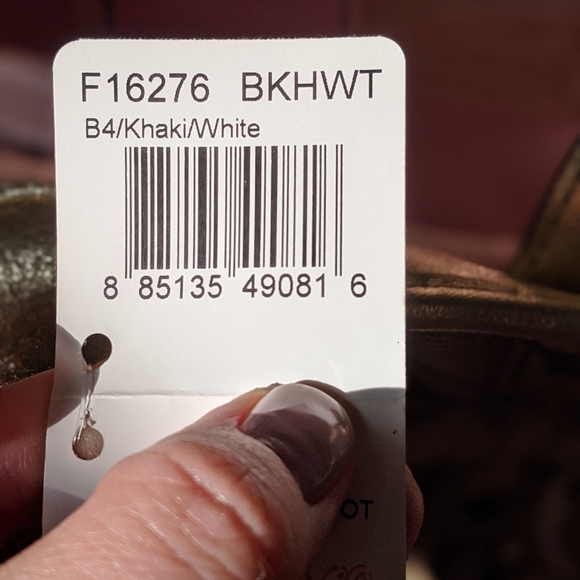 F16276 BKHWT
B4/Khaki/White
8 85135 49081 6
OT